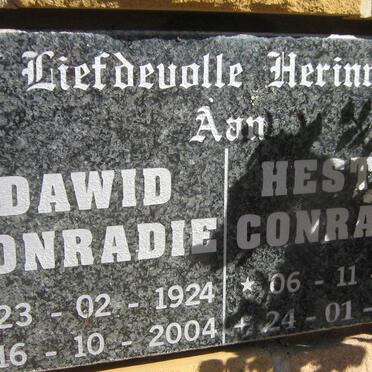 Liefdevolle Herinn
Aan
DAWID HEST
ONRADIE CONRA
23 - 02 - 1924 * 06 - 11 -
16 - 10 - 2004 + 24 - 01 -